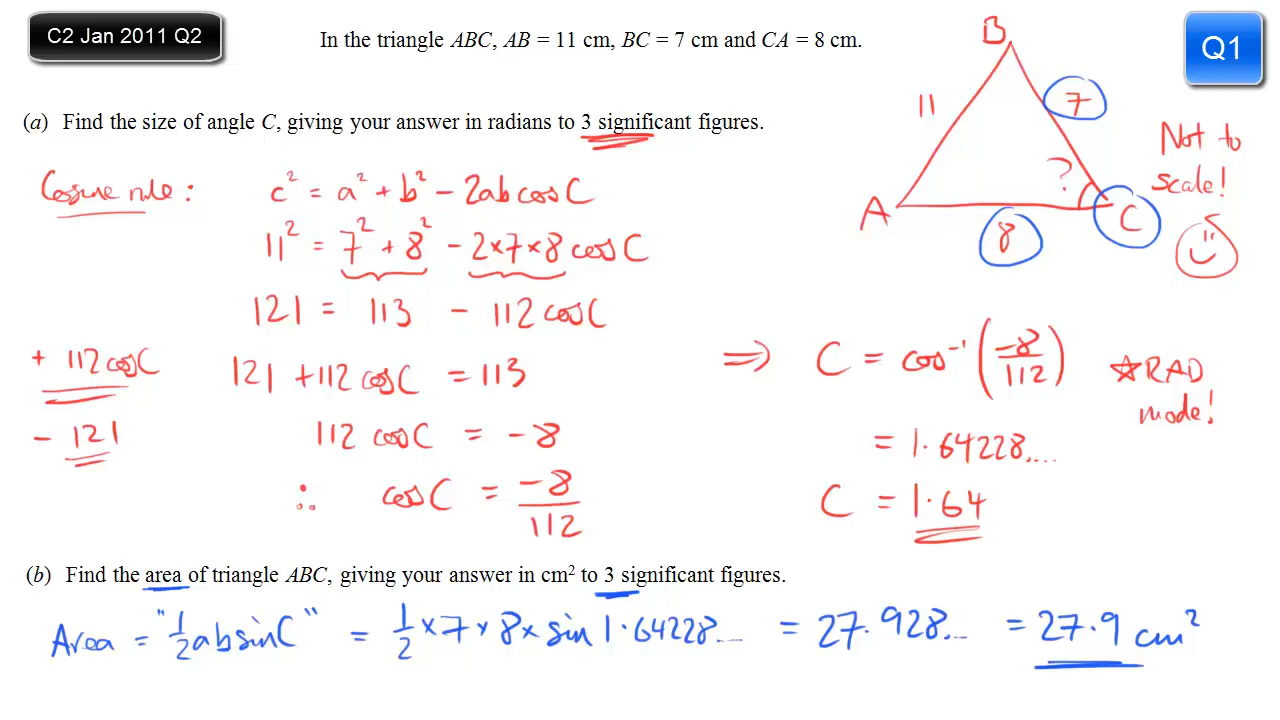 C2 Jan 2011 Q2
In the triangle ABC, AB = 11 cm, BC = 7 cm and CA = 8 cm.
Q1
B
11
7
A
8
?
C
Not to
scale!
(a) Find the size of angle C, giving your answer in radians to 3 significant figures.
Cosine rule: c² = a² + b² - 2ab cos C
11² = 7² + 8² - 2×7×8 cos C
121 = 113 - 112 cos C
+ 112 cos C 121 + 112 cos C = 113
- 121 112 cos C = -8
∴ cos C = -8/112
⇒ C = cos⁻¹(-8/112) ☆RAD
mode!
= 1.64228....
C = 1.64
(b) Find the area of triangle ABC, giving your answer in cm² to 3 significant figures.
Area = "½ab sin C" = ½ × 7 × 8 × sin 1.64228.... = 27.928... = 27.9 cm²